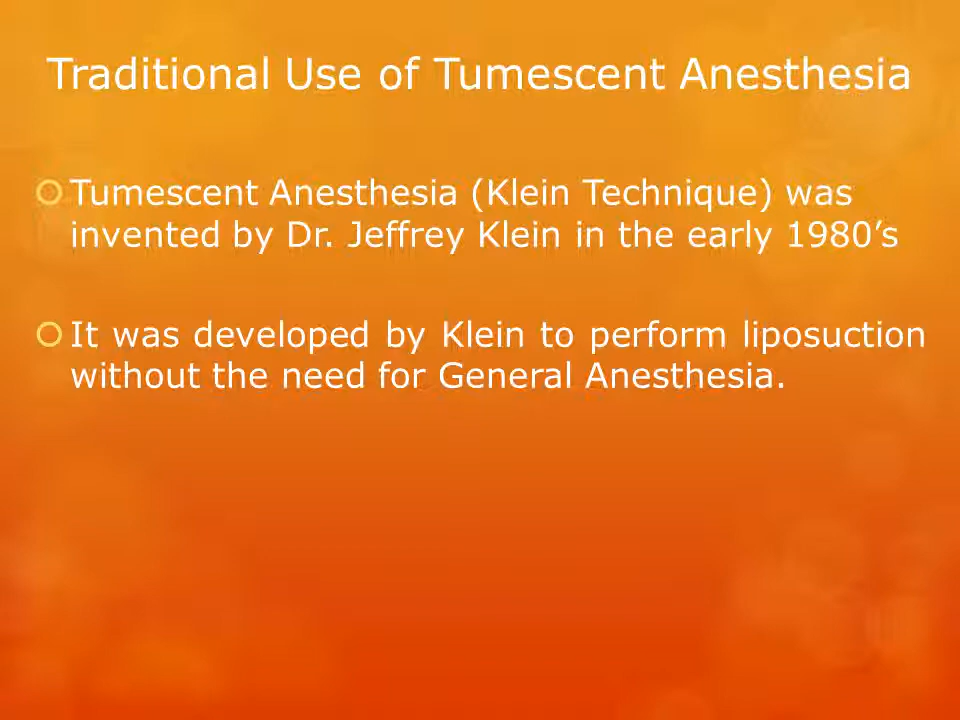 Traditional Use of Tumescent Anesthesia
Tumescent Anesthesia (Klein Technique) was
invented by Dr. Jeffrey Klein in the early 1980’s
It was developed by Klein to perform liposuction
without the need for General Anesthesia.